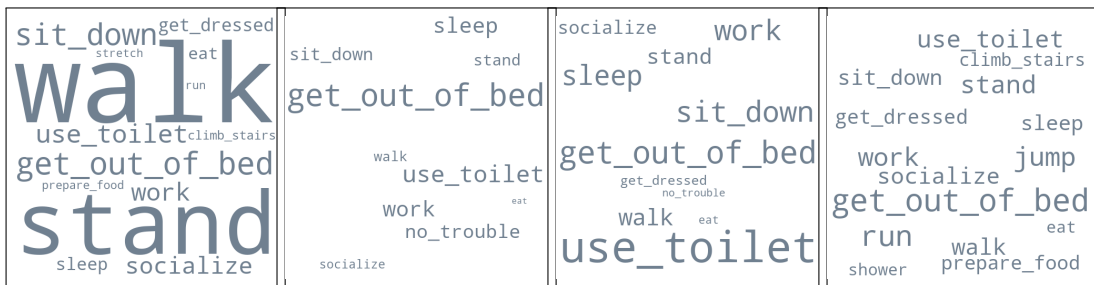 sit_down get_dressed
stretch eat
walk
run
use_toilet climb_stairs
get_out_of_bed
prepare_food work
stand
sleep socialize
sleep
sit_down stand
get_out_of_bed
walk
use_toilet
eat
work
no_trouble
socialize
socialize work
stand
sleep
sit_down
get_out_of_bed
get_dressed
no_trouble
walk eat
use_toilet
use_toilet
climb_stairs
sit_down stand
get_dressed sleep
work jump
socialize
get_out_of_bed
eat
run walk
shower prepare_food